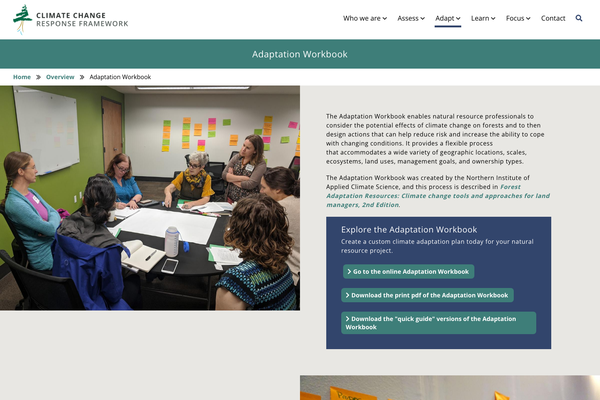 CLIMATE CHANGE
RESPONSE FRAMEWORK
Who we are
Assess
Adapt
Learn
Focus
Contact
Adaptation Workbook
Home » Overview » Adaptation Workbook
The Adaptation Workbook enables natural resource professionals to
consider the potential effects of climate change on forests and to then
design actions that can help reduce risk and increase the ability to cope
with changing conditions. It provides a flexible process
that accommodates a wide variety of geographic locations, scales,
ecosystems, land uses, management goals, and ownership types.
The Adaptation Workbook was created by the Northern Institute of
Applied Climate Science, and this process is described in Forest
Adaptation Resources: Climate change tools and approaches for land
managers, 2nd Edition.
Explore the Adaptation Workbook
Create a custom climate adaptation plan today for your natural
resource project.
Go to the online Adaptation Workbook
Download the print pdf of the Adaptation Workbook
Download the "quick guide" versions of the Adaptation
Workbook